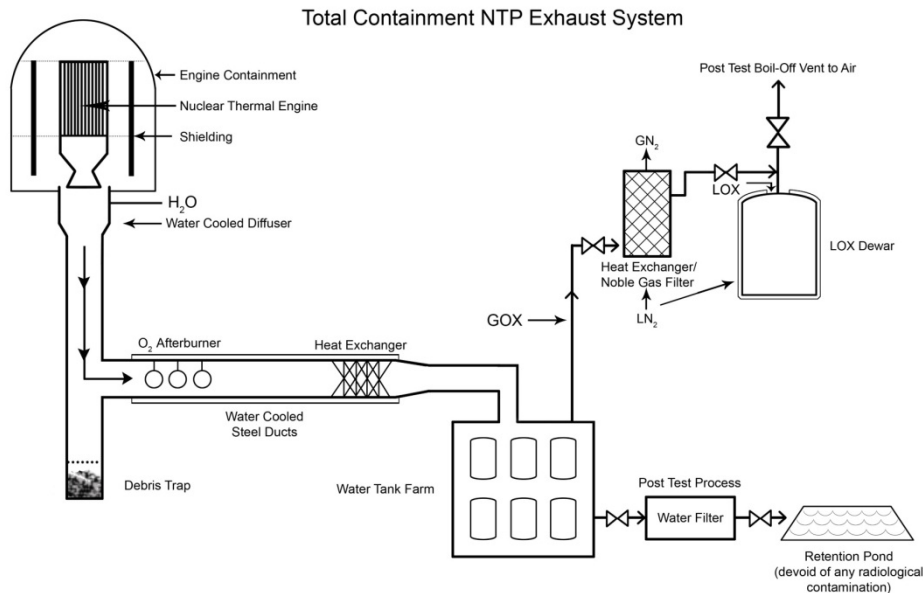 Total Containment NTP Exhaust System
Engine Containment
Nuclear Thermal Engine
Shielding
H₂O
Water Cooled Diffuser
Post Test Boil-Off Vent to Air
GN₂
LOX
LOX Dewar
Heat Exchanger/
Noble Gas Filter
LN₂
GOX
O₂ Afterburner
Heat Exchanger
Water Cooled
Steel Ducts
Debris Trap
Water Tank Farm
Post Test Process
Water Filter
Retention Pond
(devoid of any radiological
contamination)